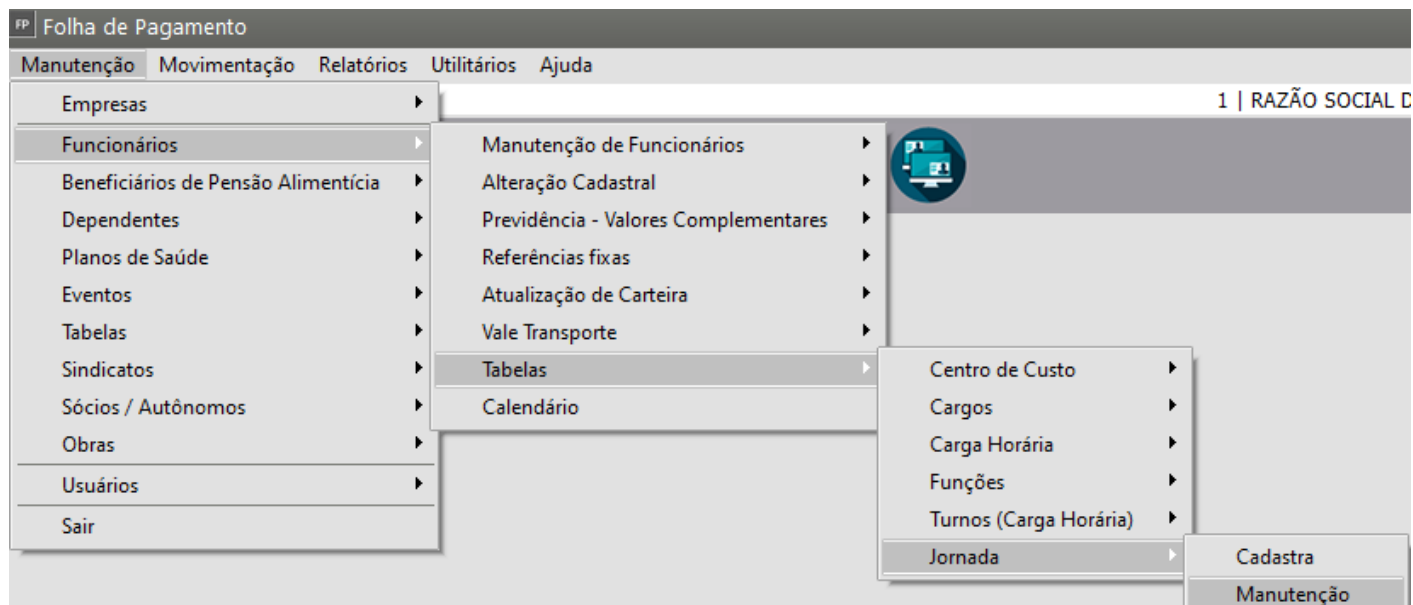 FP Folha de Pagamento
Manutenção Movimentação Relatórios Utilitários Ajuda
1 | RAZÃO SOCIAL D
Empresas
Funcionários
Beneficiários de Pensão Alimentícia
Dependentes
Planos de Saúde
Eventos
Tabelas
Sindicatos
Sócios / Autônomos
Obras
Usuários
Sair
Manutenção de Funcionários
Alteração Cadastral
Previdência - Valores Complementares
Referências fixas
Atualização de Carteira
Vale Transporte
Tabelas
Calendário
Centro de Custo
Cargos
Carga Horária
Funções
Turnos (Carga Horária)
Jornada
Cadastra
Manutenção